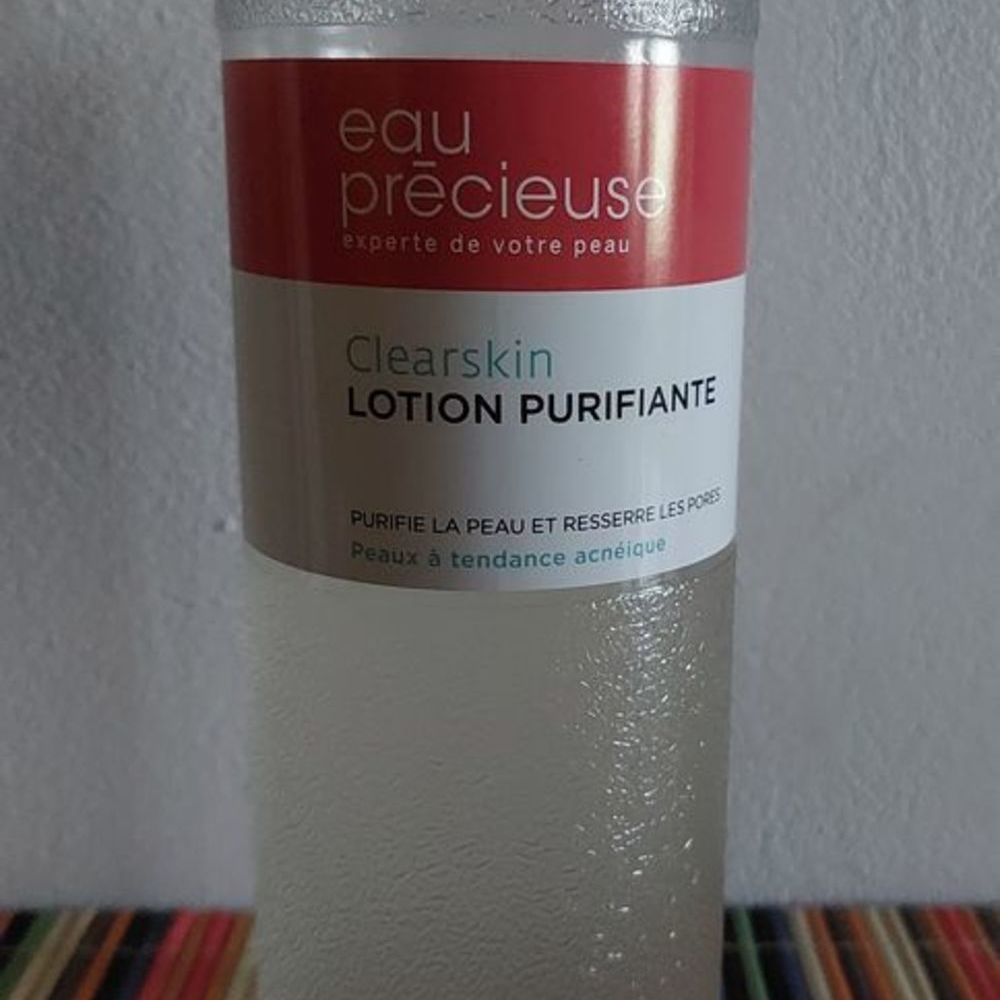 eau
prēcieuse
experte de votre peau
Clearskin
LOTION PURIFIANTE
PURIFIE LA PEAU ET RESSERRE LES PORES
Peaux à tendance acnéique